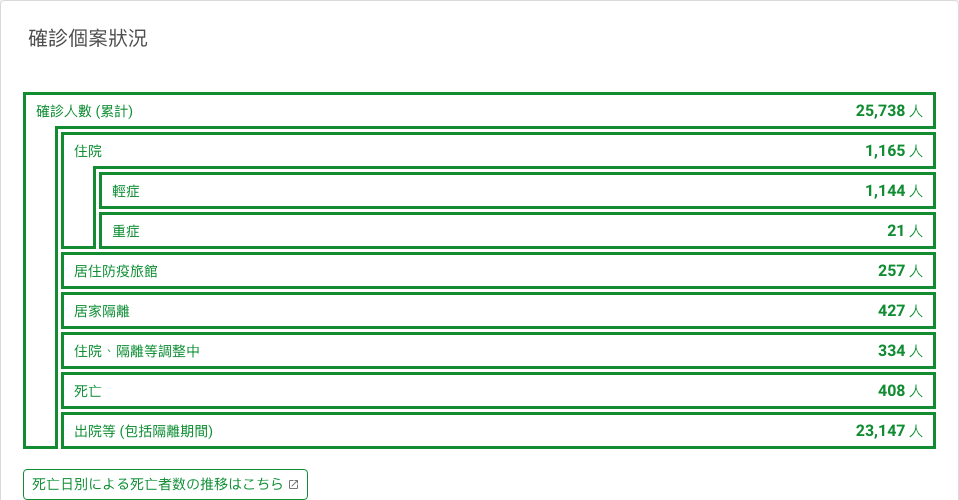 確診個案狀況
確診人數 (累計) 25,738 人
住院 1,165 人
輕症 1,144 人
重症 21 人
居住防疫旅館 257 人
居家隔離 427 人
住院、隔離等調整中 334 人
死亡 408 人
出院等 (包括隔離期間) 23,147 人
死亡日別による死亡者数の推移はこちら